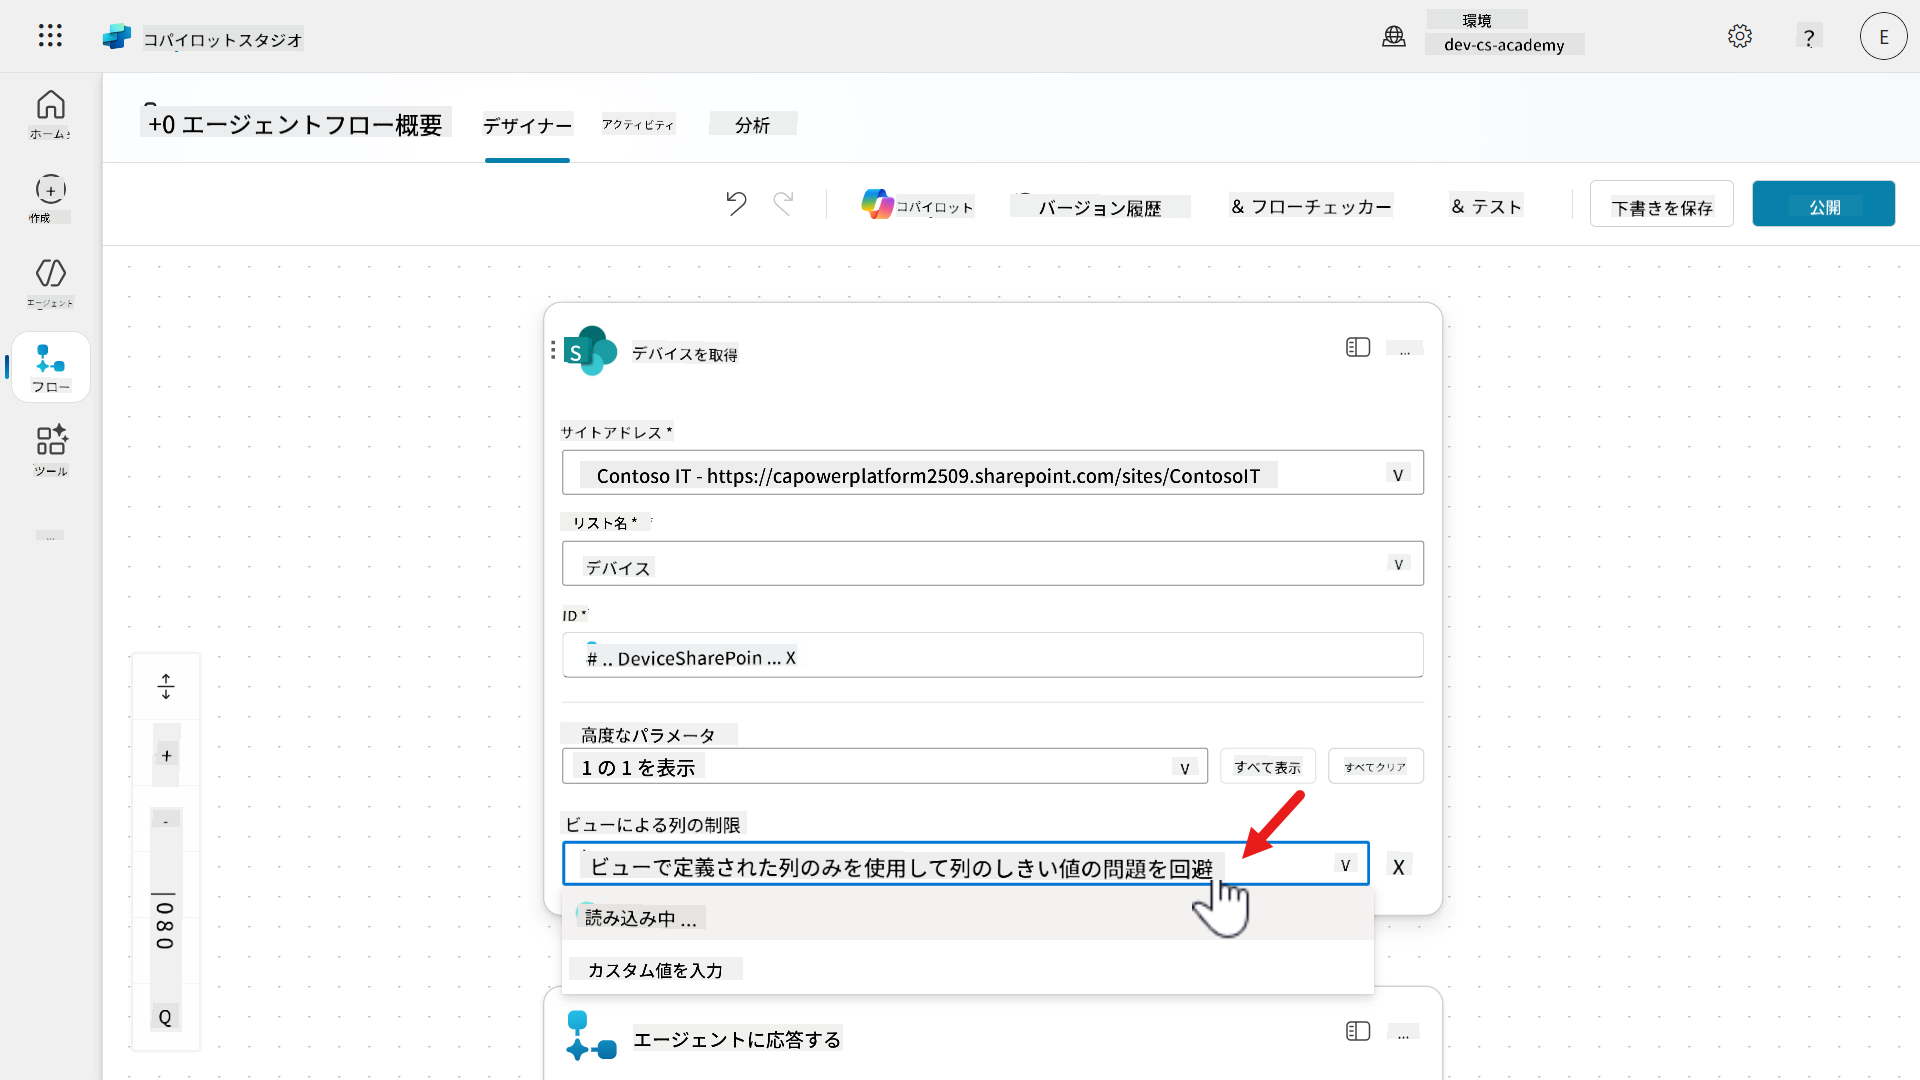 コパイロットスタジオ
環境
dev-cs-academy
?
E
ホーム
+0 エージェントフロー概要
デザイナー
アクティビティ
分析
作成
コパイロット
バージョン履歴
& フローチェッカー
& テスト
下書きを保存
公開
エージェント
フロー
ツール
...
S
デバイスを取得
...
サイトアドレス *
Contoso IT - https://capowerplatform2509.sharepoint.com/sites/ContosoIT
V
リスト名 *
デバイス
V
ID *
# .. DeviceSharePoin ... X
高度なパラメータ
1 の 1 を表示
V
すべて表示
すべてクリア
ビューによる列の制限
ビューで定義された列のみを使用して列のしきい値の問題を回避
V
X
読み込み中 ...
カスタム値を入力
エージェントに応答する
...
+
-
|080
Q